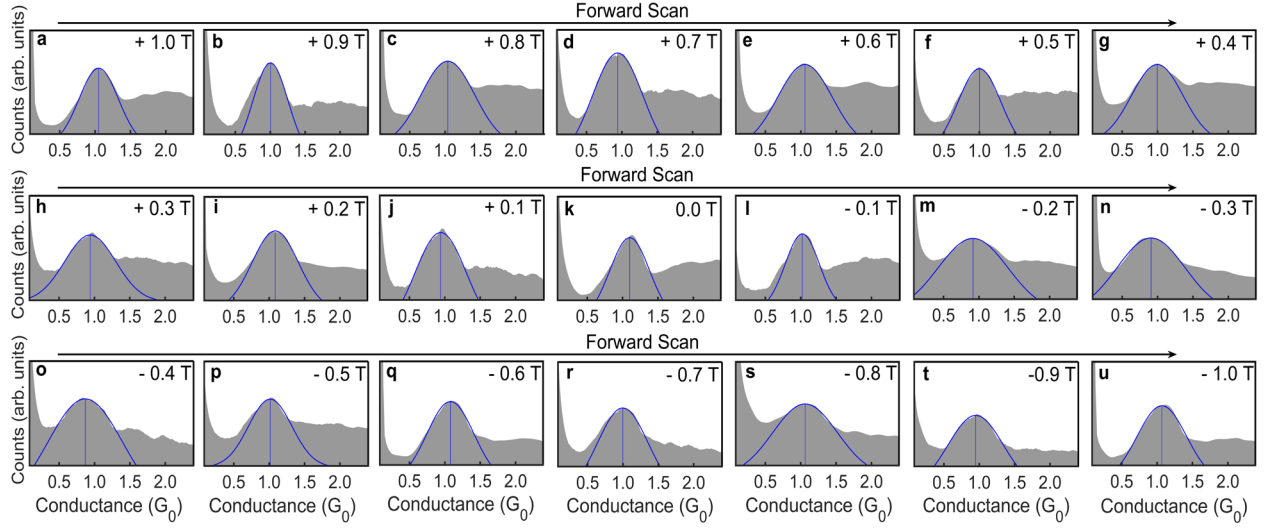 Forward Scan
Counts (arb. units)
a + 1.0 T
b + 0.9 T
c + 0.8 T
d + 0.7 T
e + 0.6 T
f + 0.5 T
g + 0.4 T
0.5 1.0 1.5 2.0
0.5 1.0 1.5 2.0
0.5 1.0 1.5 2.0
0.5 1.0 1.5 2.0
0.5 1.0 1.5 2.0
0.5 1.0 1.5 2.0
0.5 1.0 1.5 2.0
Forward Scan
Counts (arb. units)
h + 0.3 T
i + 0.2 T
j + 0.1 T
k 0.0 T
l - 0.1 T
m - 0.2 T
n - 0.3 T
0.5 1.0 1.5 2.0
0.5 1.0 1.5 2.0
0.5 1.0 1.5 2.0
0.5 1.0 1.5 2.0
0.5 1.0 1.5 2.0
0.5 1.0 1.5 2.0
0.5 1.0 1.5 2.0
Forward Scan
Counts (arb. units)
o - 0.4 T
p - 0.5 T
q - 0.6 T
r - 0.7 T
s - 0.8 T
t -0.9 T
u - 1.0 T
0.5 1.0 1.5 2.0
0.5 1.0 1.5 2.0
0.5 1.0 1.5 2.0
0.5 1.0 1.5 2.0
0.5 1.0 1.5 2.0
0.5 1.0 1.5 2.0
0.5 1.0 1.5 2.0
Conductance (G0)
Conductance (G0)
Conductance (G0)
Conductance (G0)
Conductance (G0)
Conductance (G0)
Conductance (G0)